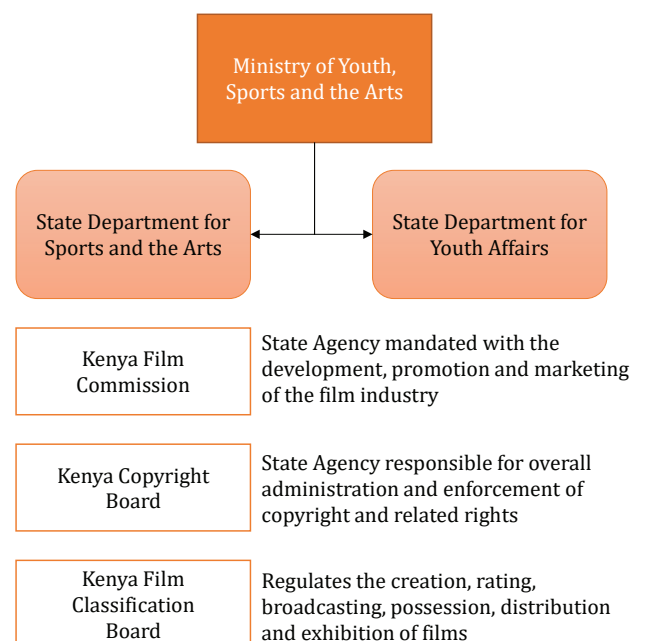 Ministry of Youth,
Sports and the Arts
State Department for
Sports and the Arts
State Department for
Youth Affairs
Kenya Film
Commission
State Agency mandated with the
development, promotion and marketing
of the film industry
Kenya Copyright
Board
State Agency responsible for overall
administration and enforcement of
copyright and related rights
Kenya Film
Classification
Board
Regulates the creation, rating,
broadcasting, possession, distribution
and exhibition of films